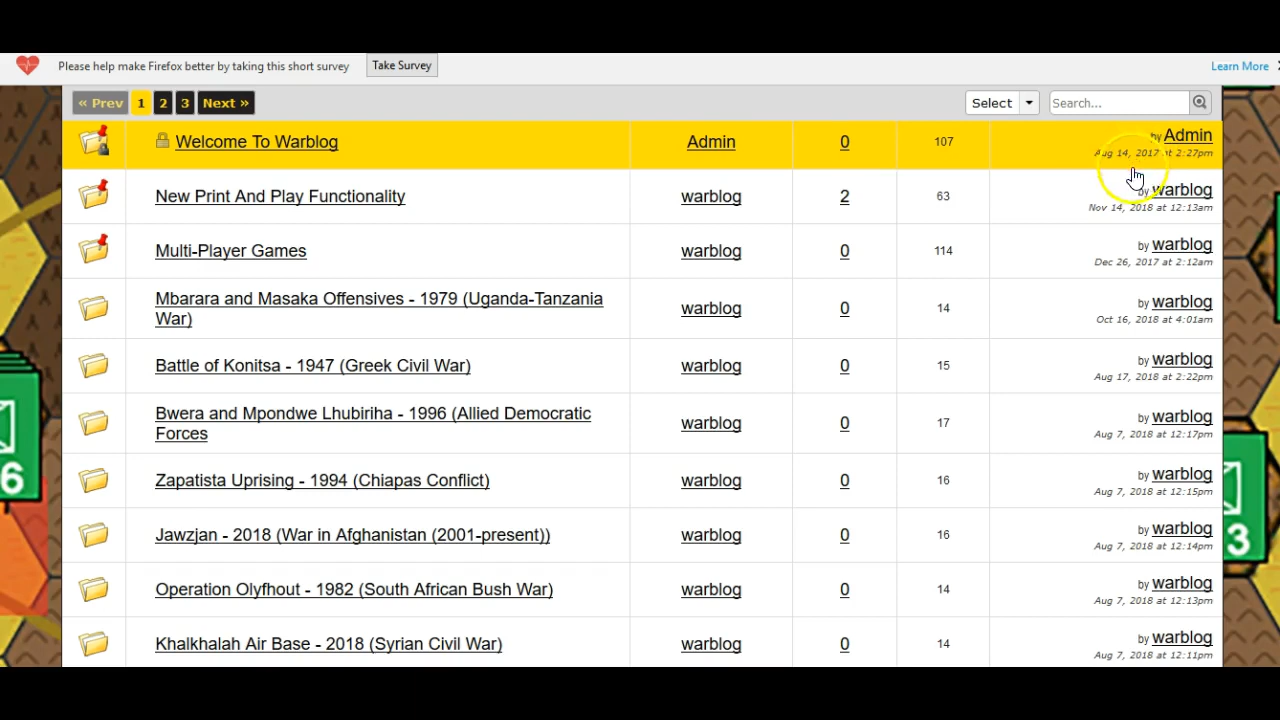 Please help make Firefox better by taking this short survey Take Survey Learn More
« Prev 1 2 3 Next » Select Search...
Welcome To Warblog Admin 0 107 by Admin
Aug 14, 2017 at 2:27pm
New Print And Play Functionality warblog 2 63 by warblog
Nov 14, 2018 at 12:13am
Multi-Player Games warblog 0 114 by warblog
Dec 26, 2017 at 2:12am
Mbarara and Masaka Offensives - 1979 (Uganda-Tanzania
War) warblog 0 14 by warblog
Oct 16, 2018 at 4:01am
Battle of Konitsa - 1947 (Greek Civil War) warblog 0 15 by warblog
Aug 17, 2018 at 2:22pm
Bwera and Mpondwe Lhubiriha - 1996 (Allied Democratic
Forces warblog 0 17 by warblog
Aug 7, 2018 at 12:17pm
Zapatista Uprising - 1994 (Chiapas Conflict) warblog 0 16 by warblog
Aug 7, 2018 at 12:15pm
Jawzjan - 2018 (War in Afghanistan (2001-present)) warblog 0 16 by warblog
Aug 7, 2018 at 12:14pm
Operation Olyfhout - 1982 (South African Bush War) warblog 0 14 by warblog
Aug 7, 2018 at 12:13pm
Khalkhalah Air Base - 2018 (Syrian Civil War) warblog 0 14 by warblog
Aug 7, 2018 at 12:11pm
6
3